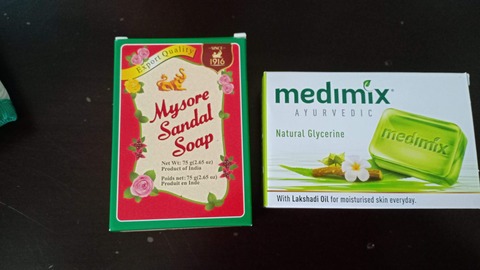 Export Quality
SINCE
1916
Mysore
Sandal
Soap
Net Wt: 75 g(2.65 oz)
Product of India
Poids net: 75 g(2.65 oz)
Produit en Inde
medimix®
AYURVEDIC
Natural Glycerine
medimix
With Lakshadi Oil for moisturised skin everyday.